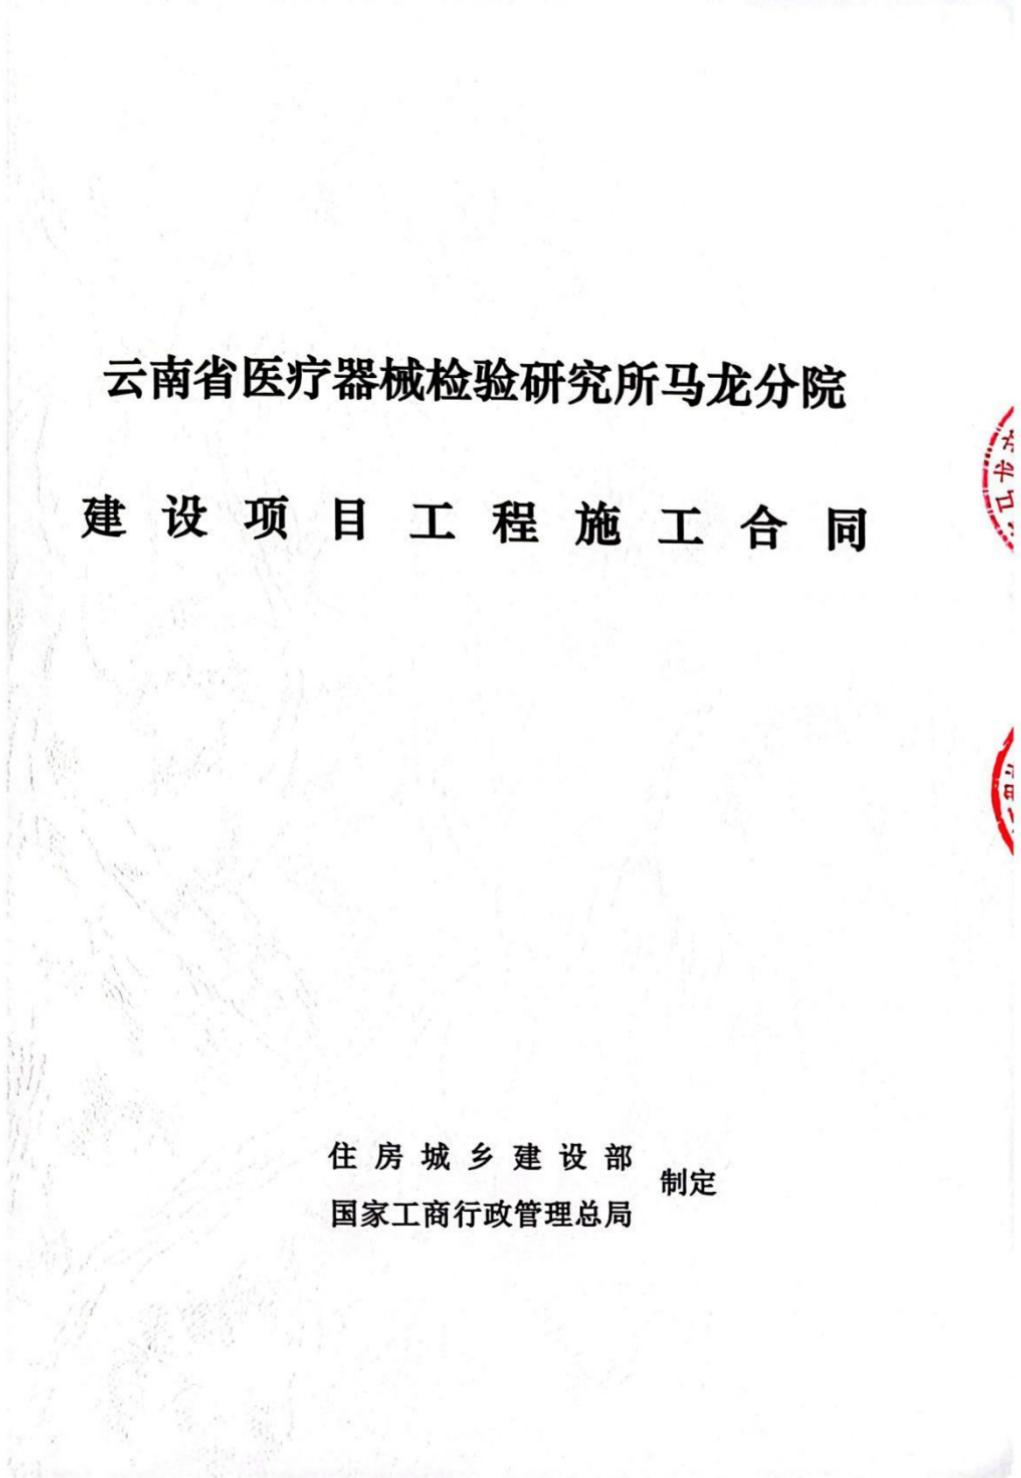 云南省医疗器械检验研究所马龙分院
建设项目工程施工合同
住房城乡建设部
国家工商行政管理总局
制定